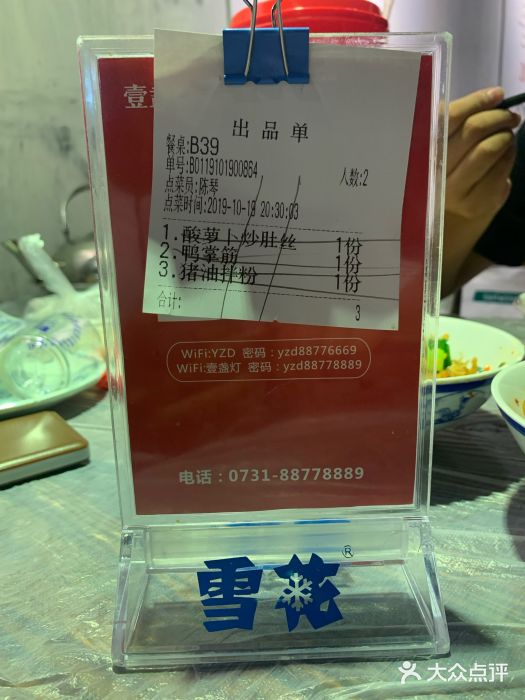 壹
出品单
餐桌:B39
单号:B0119101900864
人数:2
点菜员:陈琴
点菜时间:2019-10-19 20:30:03
1.酸萝卜炒肚丝 1份
2.鸭掌筋 1份
3.猪油拌粉 1份
合计: 3
WiFi:YZD 密码:yzd88776669
WiFi:壹盏灯 密码:yzd88778889
电话:0731-88778889
雪花®
大众点评